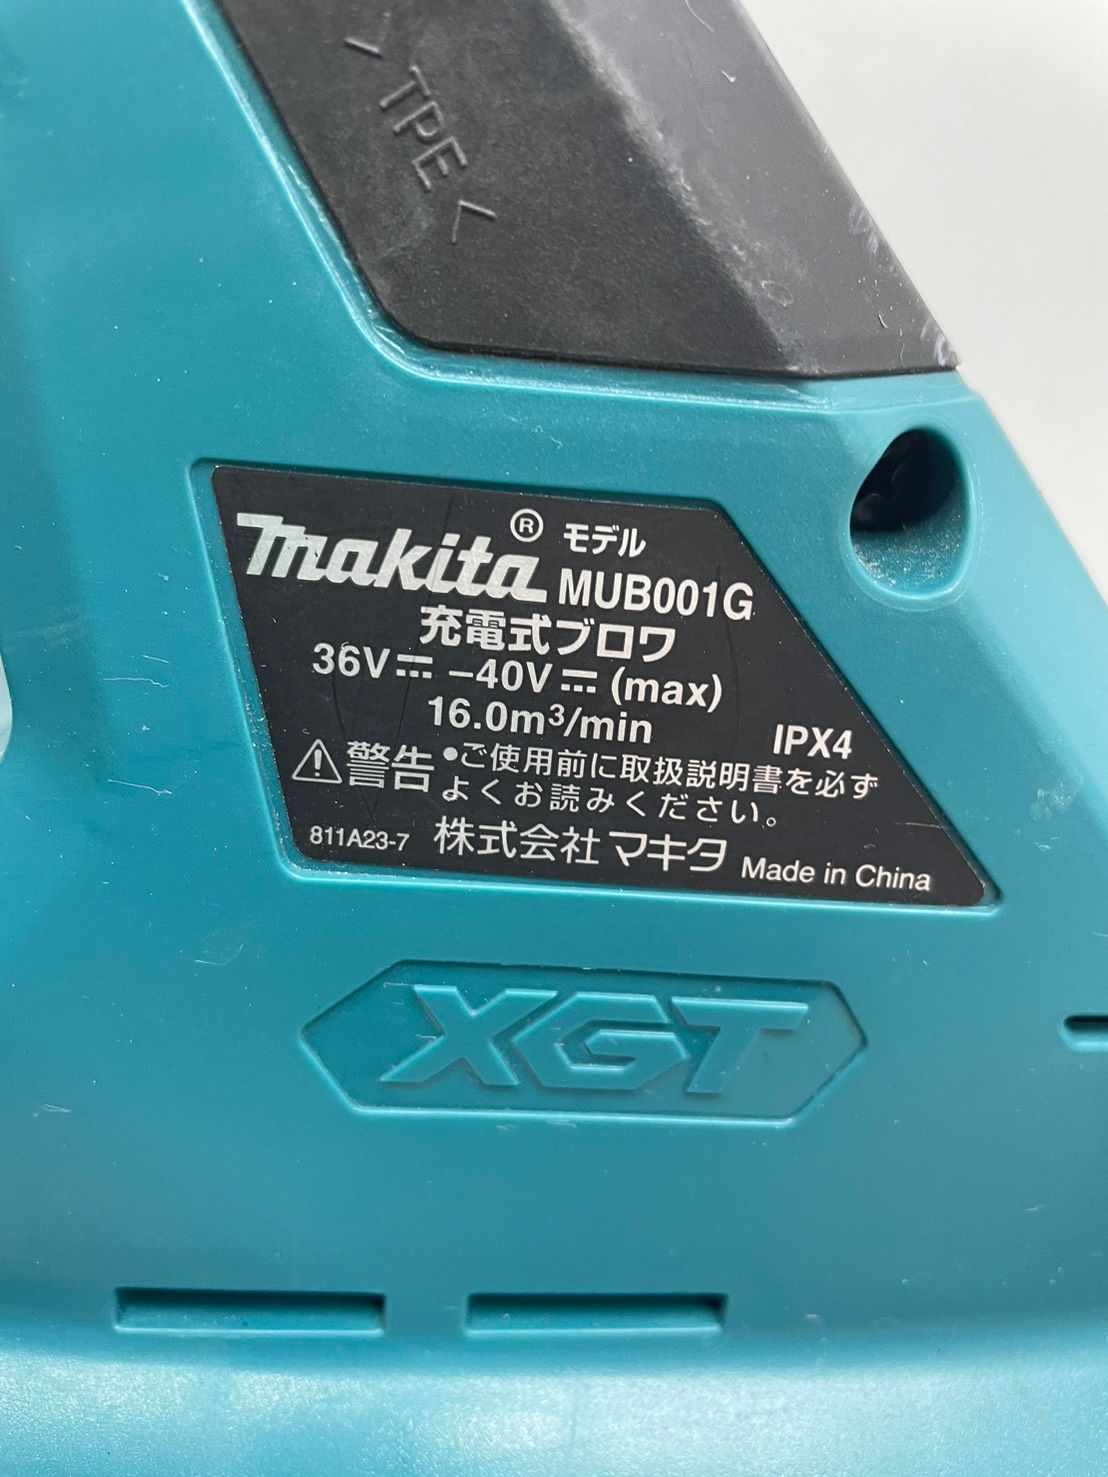 >TPE<
makita® モデル
MUB001G
充電式ブロワ
36V⎓ –40V⎓ (max)
16.0m³/min IPX4
⚠警告 •ご使用前に取扱説明書を必ず
よくお読みください。
811A23-7 株式会社 マキタ Made in China
XGT